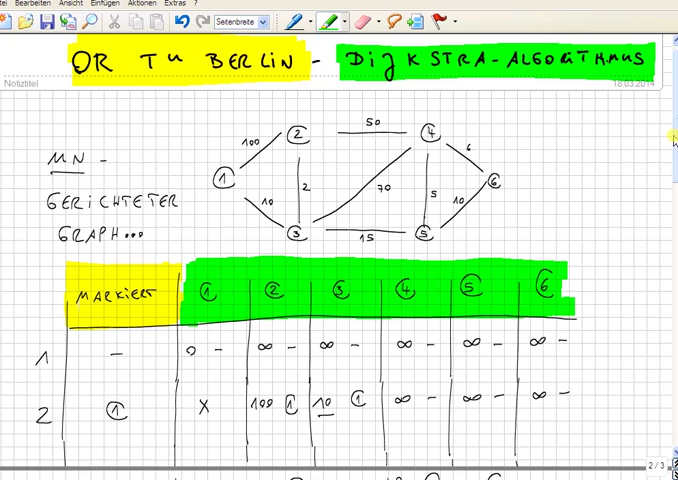 Datei Bearbeiten Ansicht Einfügen Aktionen Extras ?
Seitenbreite
OR TU BERLIN - DIJKSTRA-ALGORITHMUS
Notiztitel
18.03.2014
2 50 4
100 6
UN -
1 2 70 5 6
GERICHTETER
10 10
GRAPH...
3 15 5
MARKIERT 1 2 3 4 5 6
1 - 0 - ∞ - ∞ - ∞ - ∞ - ∞ -
2 1 X 100 1 10 1 ∞ - ∞ - ∞ -
2/3